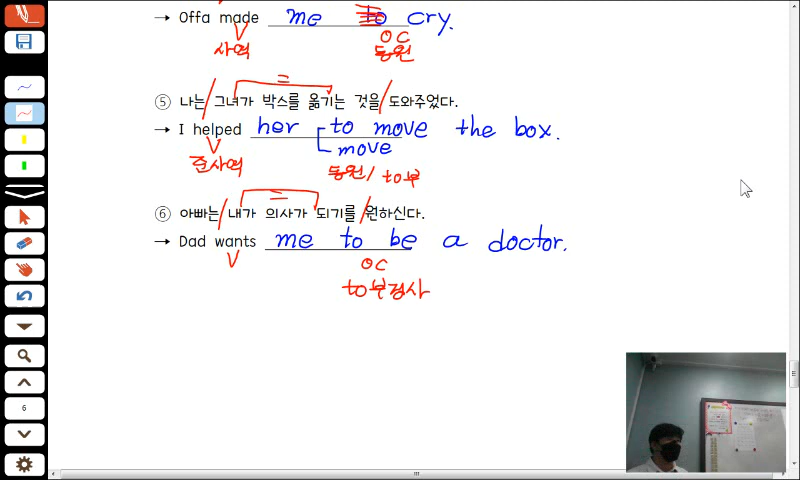 → Offa made me to cry.
사역 OC
동원
⑤ 나는 / 그녀가 박스를 옮기는 것을 / 도와주었다.
→ I helped her to move the box.
move
준사역 동원 / to부
⑥ 아빠는 / 내가 의사가 되기를 / 원하신다.
→ Dad wants me to be a doctor.
V OC
to부정사
6